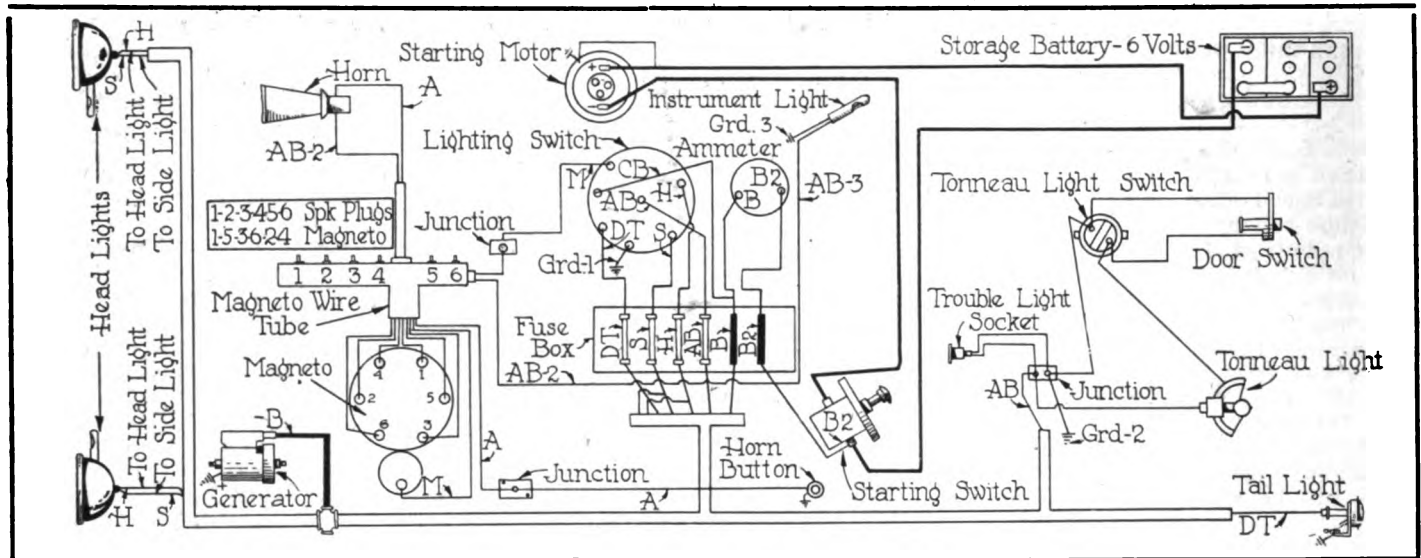 H
S
To Head Light
To Side Light
Head Lights
To Head Light
To Side Light
H
S
Horn
A
AB-2
Starting Motor
+
-
Storage Battery-6 Volts
+
Instrument Light
Grd. 3
Lighting Switch
Ammeter
M
CB
H
AB
DT
S
B2
B
AB-3
Grd-1
Junction
1-2-3-4-5-6 Spk Plugs
1-5-3-6-2-4 Magneto
1 2 3 4 5 6
Magneto Wire
Tube
Magneto
4
1
2
5
6
3
Fuse
Box
DT
S
H
AB
B
B2
AB-2
B
Generator
M
A
Junction
A
Horn
Button
B2
Starting Switch
Tonneau Light Switch
Door Switch
Trouble Light
Socket
AB
Junction
Tonneau Light
Grd-2
Tail Light
DT